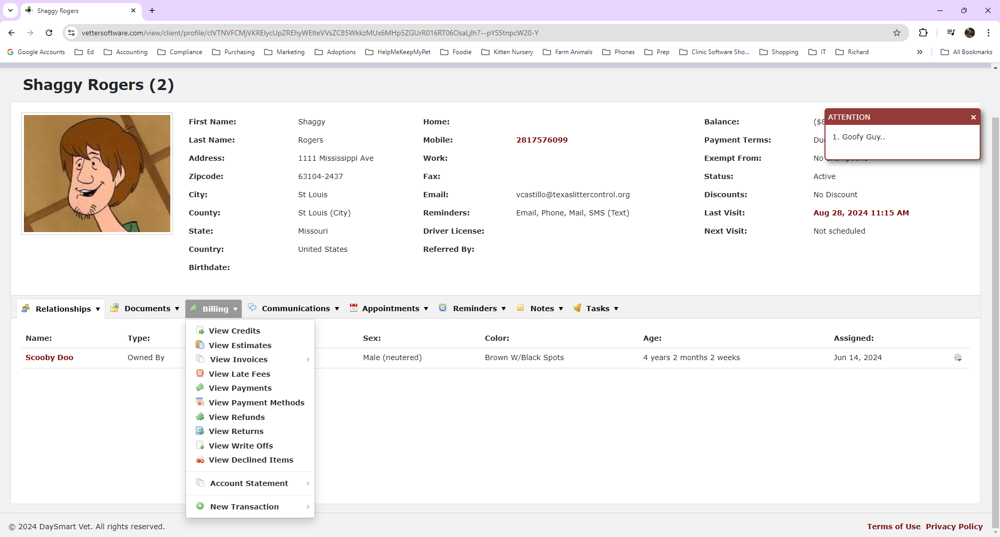 Shaggy Rogers
vettersoftware.com/view/client/profile/clVTNVFCMjVKRElycUpZREhyWElteVVsZC85WkkzMUx6MHp5ZGUrR016RT06OsaLjlh7--pYS5tnpcW20-Y
Google Accounts Ed Accounting Compliance Purchasing Marketing Adoptions HelpMeKeepMyPet Foodie Kitten Nursery Farm Animals Phones Prep Clinic Software Sho... Shopping IT Richard » All Bookmarks
Shaggy Rogers (2)
First Name: Shaggy Home: Balance: ($8
Last Name: Rogers Mobile: 2817576099 Payment Terms:
Address: 1111 Mississippi Ave Work: Exempt From: No
Zipcode: 63104-2437 Fax: Status: Active
City: St Louis Email: vcastillo@texaslittercontrol.org Discounts: No Discount
County: St Louis (City) Reminders: Email, Phone, Mail, SMS (Text) Last Visit: Aug 28, 2024 11:15 AM
State: Missouri Driver License: Next Visit: Not scheduled
Country: United States Referred By:
Birthdate:
ATTENTION
1. Goofy Guy..
Relationships Documents Billing Communications Appointments Reminders Notes Tasks
Name: Type: Sex: Color: Age: Assigned:
Scooby Doo Owned By Male (neutered) Brown W/Black Spots 4 years 2 months 2 weeks Jun 14, 2024
View Credits
View Estimates
View Invoices
View Late Fees
View Payments
View Payment Methods
View Refunds
View Returns
View Write Offs
View Declined Items
Account Statement
New Transaction
© 2024 DaySmart Vet. All rights reserved. Terms of Use Privacy Policy